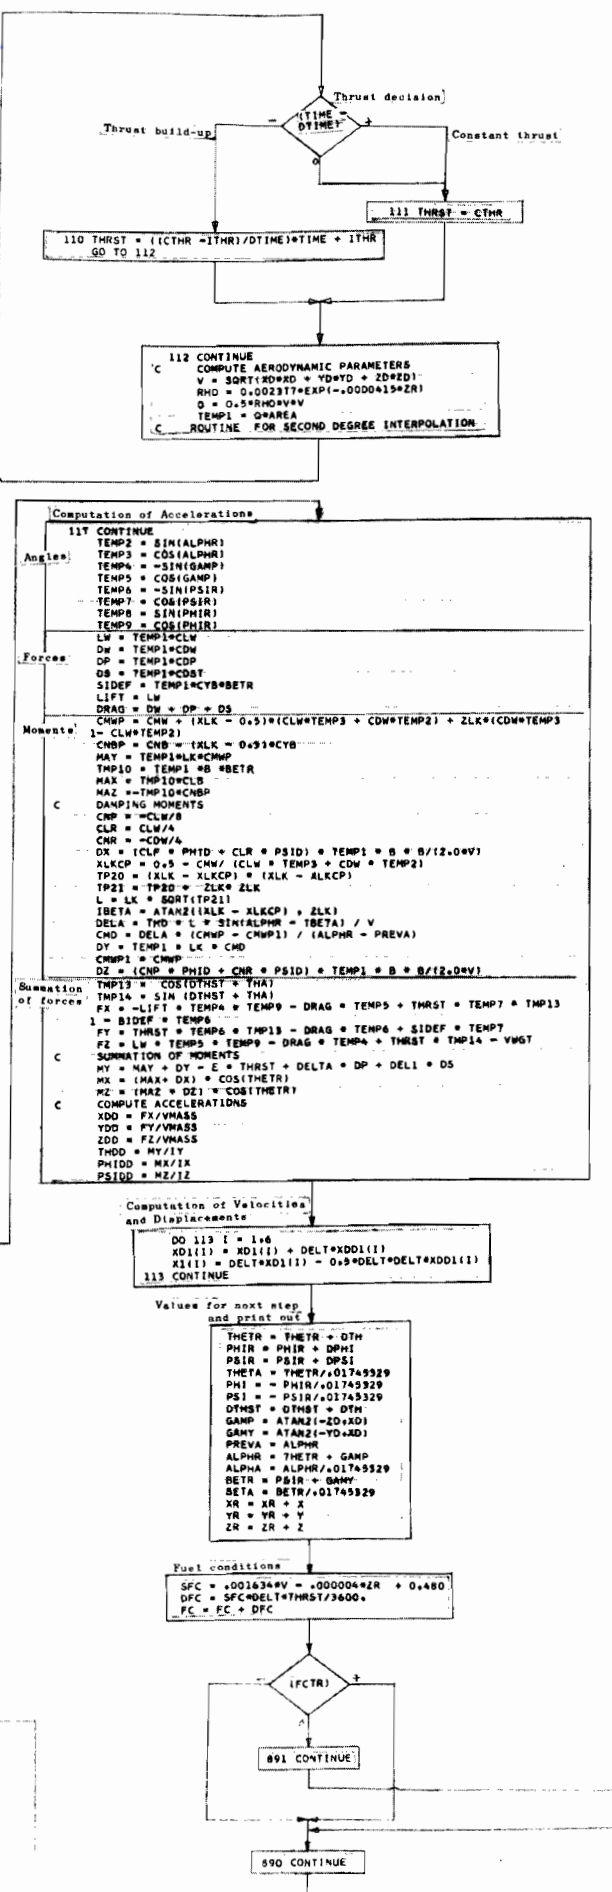 Thrust decision
(TIME -
DTIME)
-
+
0
Thrust build-up
Constant thrust
111 THRST = CTHR
110 THRST = ((CTHR -ITHR)/DTIME)*TIME + ITHR
GO TO 112
112 CONTINUE
C COMPUTE AERODYNAMIC PARAMETERS
V = SQRT(XD*XD + YD*YD + ZD*ZD)
RHO = 0.002377*EXP(-.0000415*ZR)
Q = 0.5*RHO*V*V
TEMP1 = Q*AREA
C ROUTINE FOR SECOND DEGREE INTERPOLATION
Computation of Accelerations
117 CONTINUE
TEMP2 = SIN(ALPHR)
Angles
TEMP3 = COS(ALPHR)
TEMP4 = -SIN(GAMP)
TEMP5 = COS(GAMP)
TEMP6 = -SIN(PSIR)
TEMP7 = COS(PSIR)
TEMP8 = SIN(PHIR)
TEMP9 = COS(PHIR)
LW = TEMP1*CLW
DW = TEMP1*CDW
Forces
DP = TEMP1*CDP
DS = TEMP1*CDST
SIDEF = TEMP1*CYB*BETR
LIFT = LW
DRAG = DW + DP + DS
CMWP = CMW + (XLK - 0.5)*(CLW*TEMP3 + CDW*TEMP2) + ZLK*(CDW*TEMP3
Moments
1- CLW*TEMP2)
CNBP = CNB - (XLK - 0.5)*CYB
MAY = TEMP1*LK*CMWP
TMP10 = TEMP1 *B *BETR
MAX = TMP10*CLB
MAZ =-TMP10*CNBP
C DAMPING MOMENTS
CNP = -CLW/8
CLR = CLW/4
CNR = -CDW/4
DX = (CLP * PHID + CLR * PSID) * TEMP1 * B * B/(2.0*V)
XLKCP = 0.5 - CMW/ (CLW * TEMP3 + CDW * TEMP2)
TP20 = (XLK - XLKCP) * (XLK - XLKCP)
TP21 = TP20 + ZLK* ZLK
L = LK * SQRT(TP21)
IBETA = ATAN2((XLK - XLKCP) , ZLK)
DELA = THD * L * SIN(ALPHR - IBETA) / V
CMD = DELA * (CMWP - CMWP1) / (ALPHR - PREVA)
DY = TEMP1 * LK * CMD
CMWP1 = CMWP
DZ = (CNP * PHID + CNR * PSID) * TEMP1 * B * B/(2.0*V)
Summation
of forces
TMP13 = COS(DTHST + THA)
TMP14 = SIN (DTHST + THA)
FX = -LIFT * TEMP4 * TEMP9 - DRAG * TEMP5 + THRST * TEMP7 * TMP13
1 - SIDEF * TEMP6
FY = THRST * TEMP6 * TMP13 - DRAG * TEMP6 + SIDEF * TEMP7
FZ = LW * TEMP5 * TEMP9 - DRAG * TEMP4 + THRST * TMP14 - VWGT
C SUMMATION OF MOMENTS
MY = MAY + DY - E * THRST + DELTA * DP + DEL1 * DS
MX = (MAX+ DX) * COS(THETR)
MZ = (MAZ + DZ) * COS(THETR)
C COMPUTE ACCELERATIONS
XDD = FX/VMASS
YDD = FY/VMASS
ZDD = FZ/VMASS
THDD = MY/IY
PHIDD = MX/IX
PSIDD = MZ/IZ
Computation of Velocities
and Displacements
DO 113 I = 1,6
XD1(I) = XD1(I) + DELT*XDD1(I)
X1(I) = DELT*XD1(I) - 0.5*DELT*DELT*XDD1(I)
113 CONTINUE
Values for next step
and print out
THETR = THETR + DTH
PHIR = PHIR + DPHI
PSIR = PSIR + DPSI
THETA = THETR/.01745329
PHI = - PHIR/.01745329
PSI = - PSIR/.01745329
DTHST = DTHST + DTH
GAMP = ATAN2(-ZD,XD)
GAMY = ATAN2(-YD,XD)
PREVA = ALPHR
ALPHR = THETR + GAMP
ALPHA = ALPHR/.01745329
BETR = PSIR + GAMY
BETA = BETR/.01745329
XR = XR + X
YR = YR + Y
ZR = ZR + Z
Fuel conditions
SFC = .001634*V - .000004*ZR + 0.480
DFC = SFC*DELT*THRST/3600.
FC = FC + DFC
-
+
(FCTR)
891 CONTINUE
890 CONTINUE